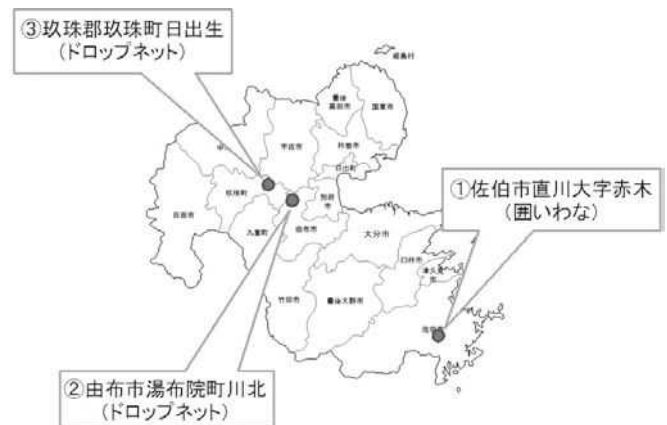 ③玖珠郡玖珠町日出生
(ドロップネット)
姫島村
豊後
高田市
国東市
中
宇佐市
杵築市
日出町
①佐伯市直川大字赤木
(囲いわな)
玖珠町
別府
市
日田市
九重町
由布市
大分市
臼杵市
津久見
市
竹田市
豊後大野市
佐伯市
②由布市湯布院町川北
(ドロップネット)